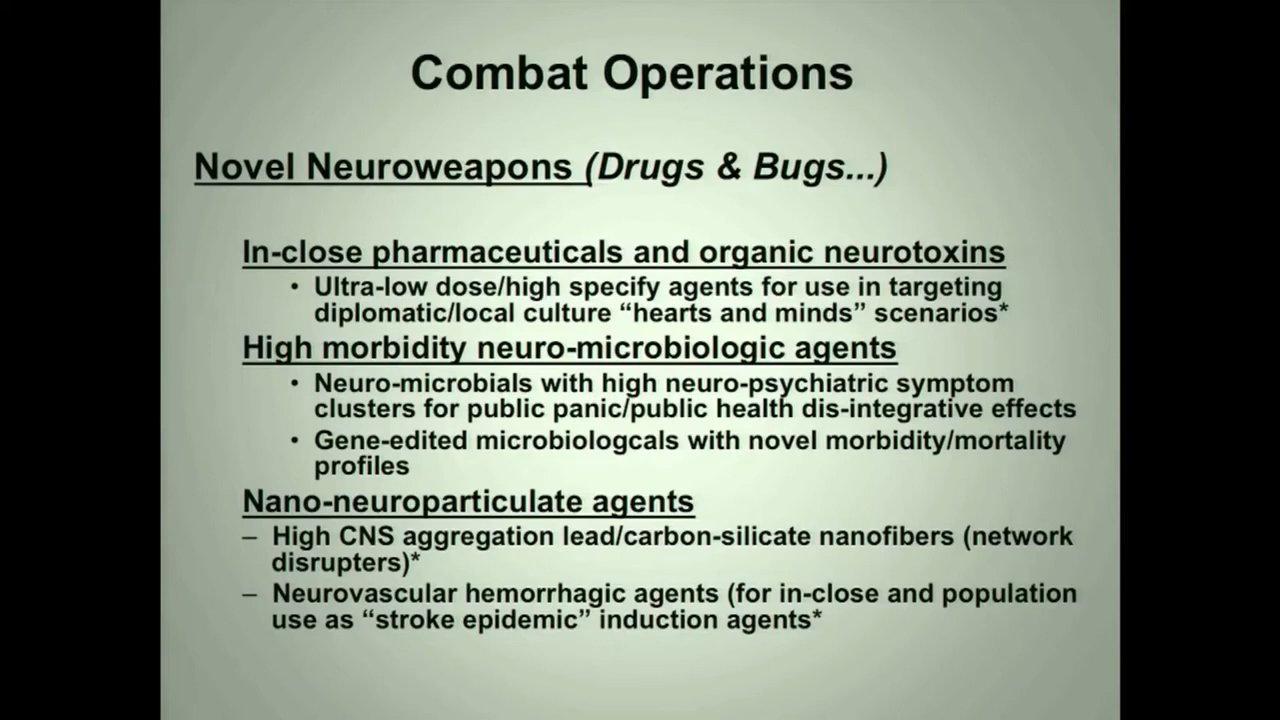 Combat Operations
Novel Neuroweapons (Drugs & Bugs...)
In-close pharmaceuticals and organic neurotoxins
• Ultra-low dose/high specify agents for use in targeting
diplomatic/local culture “hearts and minds” scenarios*
High morbidity neuro-microbiologic agents
• Neuro-microbials with high neuro-psychiatric symptom
clusters for public panic/public health dis-integrative effects
• Gene-edited microbiologcals with novel morbidity/mortality
profiles
Nano-neuroparticulate agents
– High CNS aggregation lead/carbon-silicate nanofibers (network
disrupters)*
– Neurovascular hemorrhagic agents (for in-close and population
use as “stroke epidemic” induction agents*